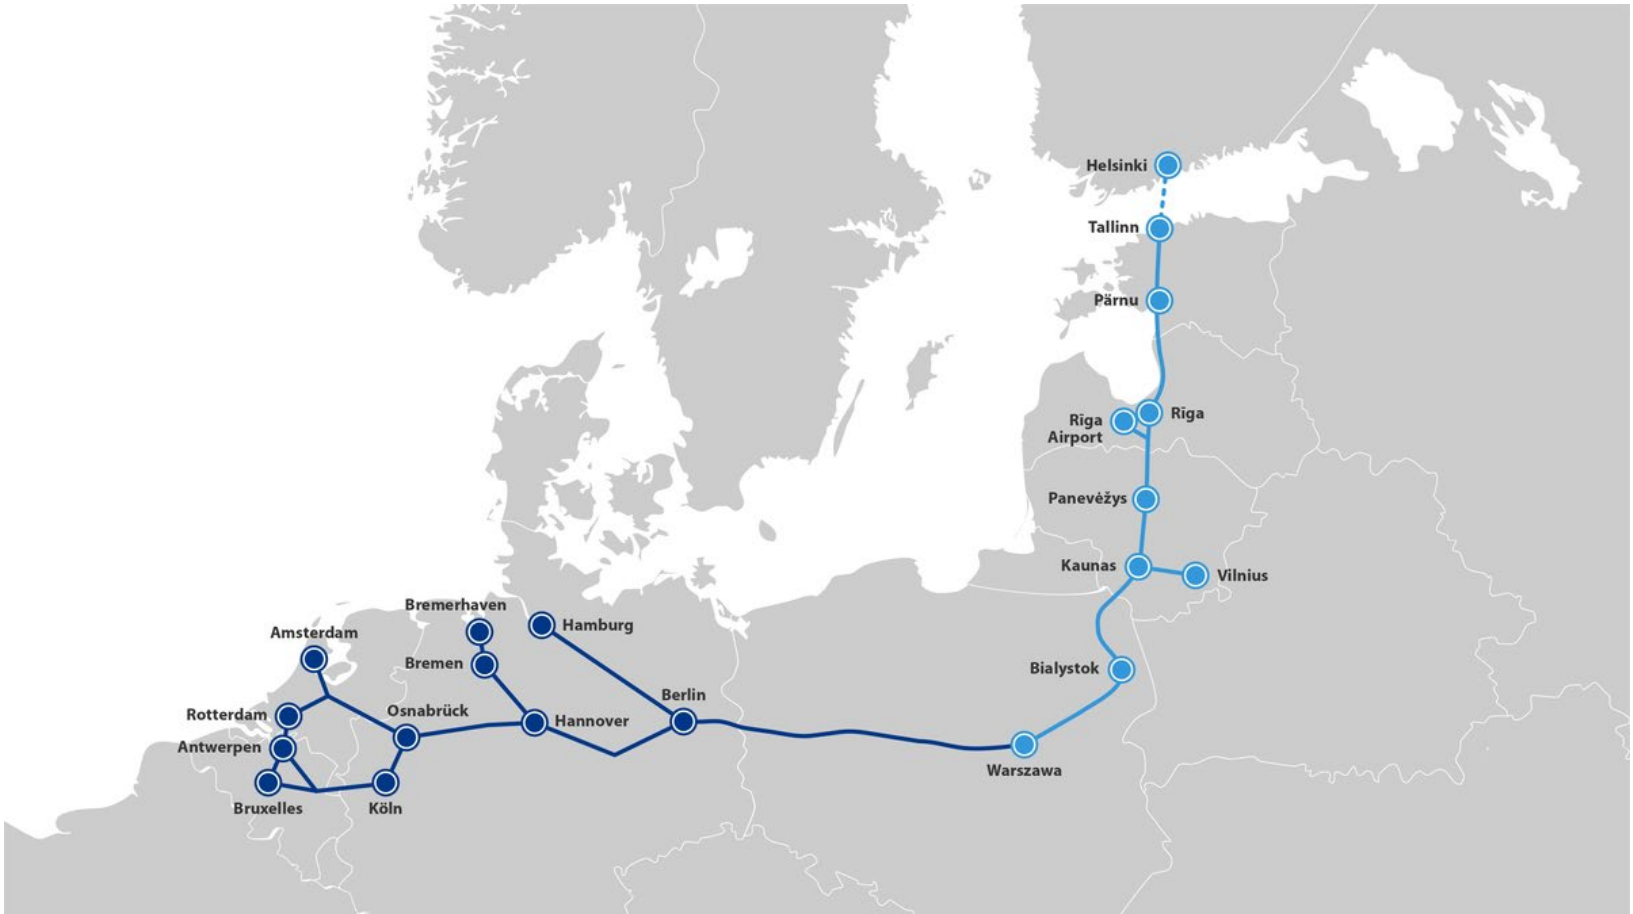 Helsinki
Tallinn
Pärnu
Rīga
Rīga
Airport
Panevėžys
Kaunas
Vilnius
Bremerhaven
Hamburg
Amsterdam
Bremen
Bialystok
Berlin
Osnabrück
Rotterdam
Hannover
Antwerpen
Warszawa
Bruxelles
Köln